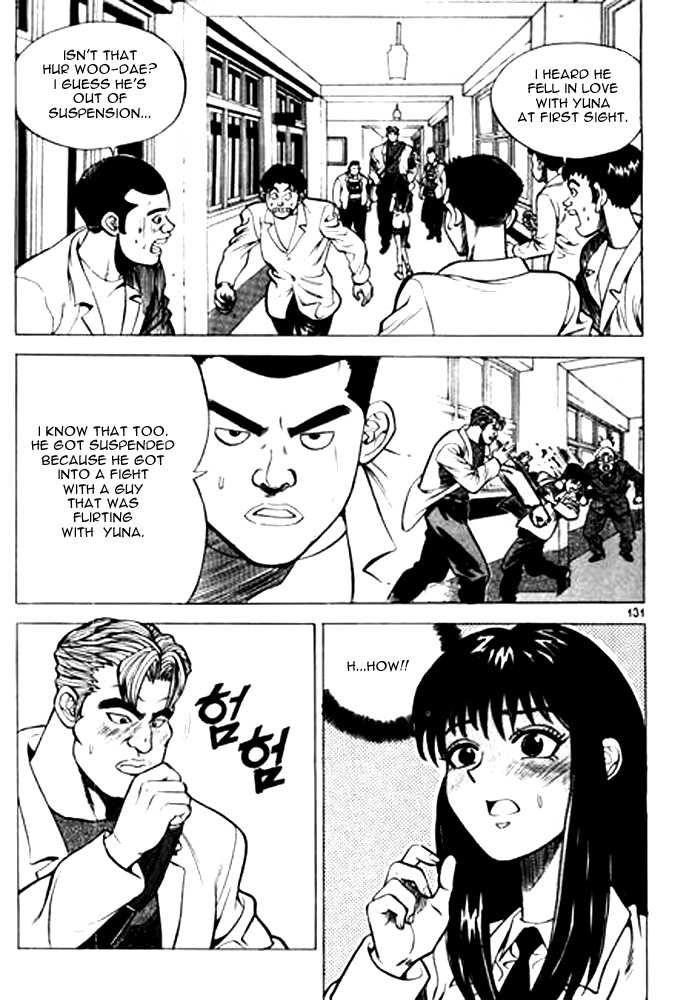 ISN'T THAT
HUR WOO-DAE?
I GUESS HE'S
OUT OF
SUSPENSION...
I HEARD HE
FELL IN LOVE
WITH YUNA
AT FIRST SIGHT.
I KNOW THAT TOO.
HE GOT SUSPENDED
BECAUSE HE GOT
INTO A FIGHT
WITH A GUY
THAT WAS
FLIRTING
WITH YUNA.
131
험
험
H...HOW!!